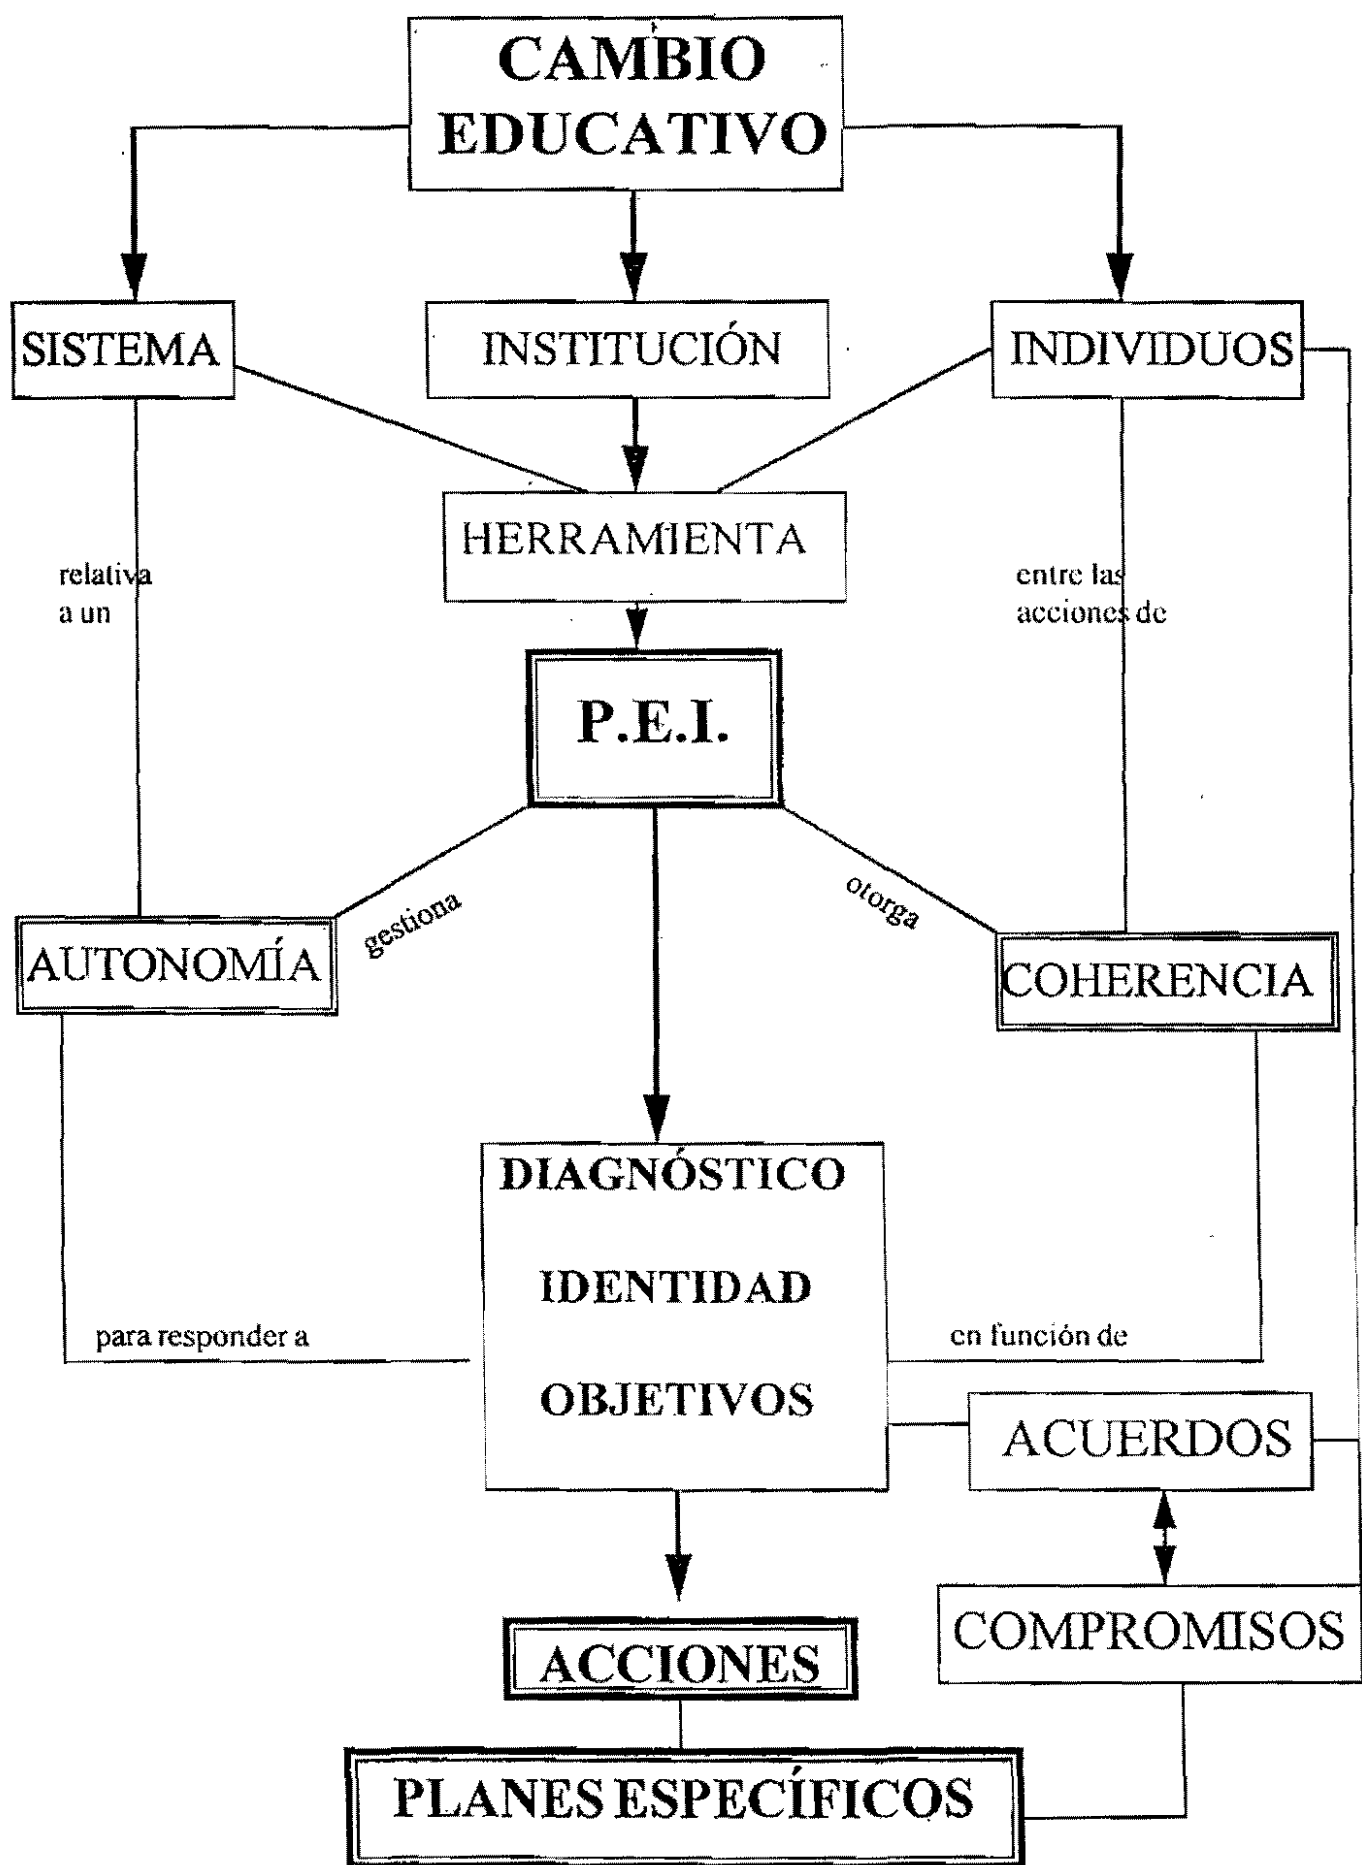 CAMBIO
EDUCATIVO
SISTEMA
INSTITUCIÓN
INDIVIDUOS
HERRAMIENTA
relativa
a un
entre las
acciones de
P.E.I.
gestiona
otorga
AUTONOMÍA
COHERENCIA
DIAGNÓSTICO
IDENTIDAD
para responder a
en función de
OBJETIVOS
ACUERDOS
COMPROMISOS
ACCIONES
PLANES ESPECÍFICOS